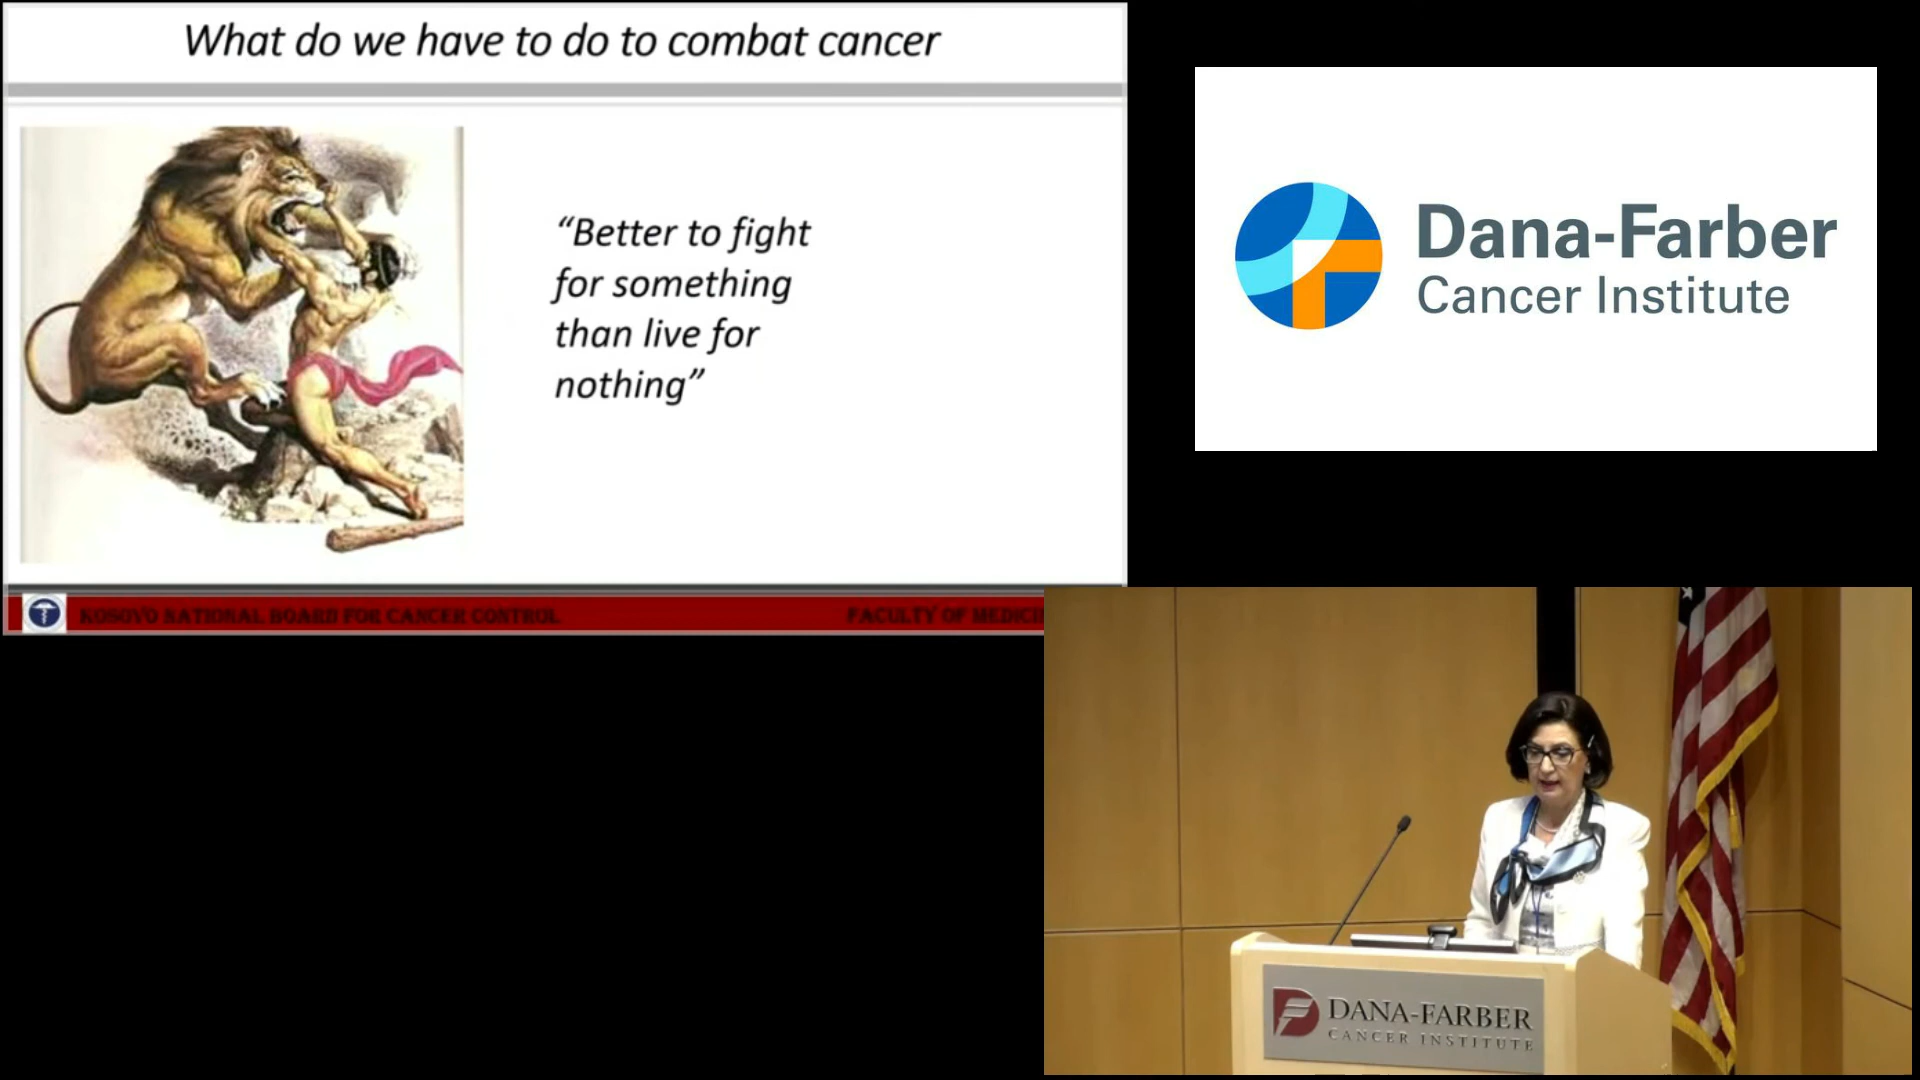 What do we have to do to combat cancer
“Better to fight
for something
than live for
nothing”
KOSOVO NATIONAL BOARD FOR CANCER CONTROL
FACULTY OF
Dana-Farber
Cancer Institute
DANA-FARBER
CANCER INSTITUTE